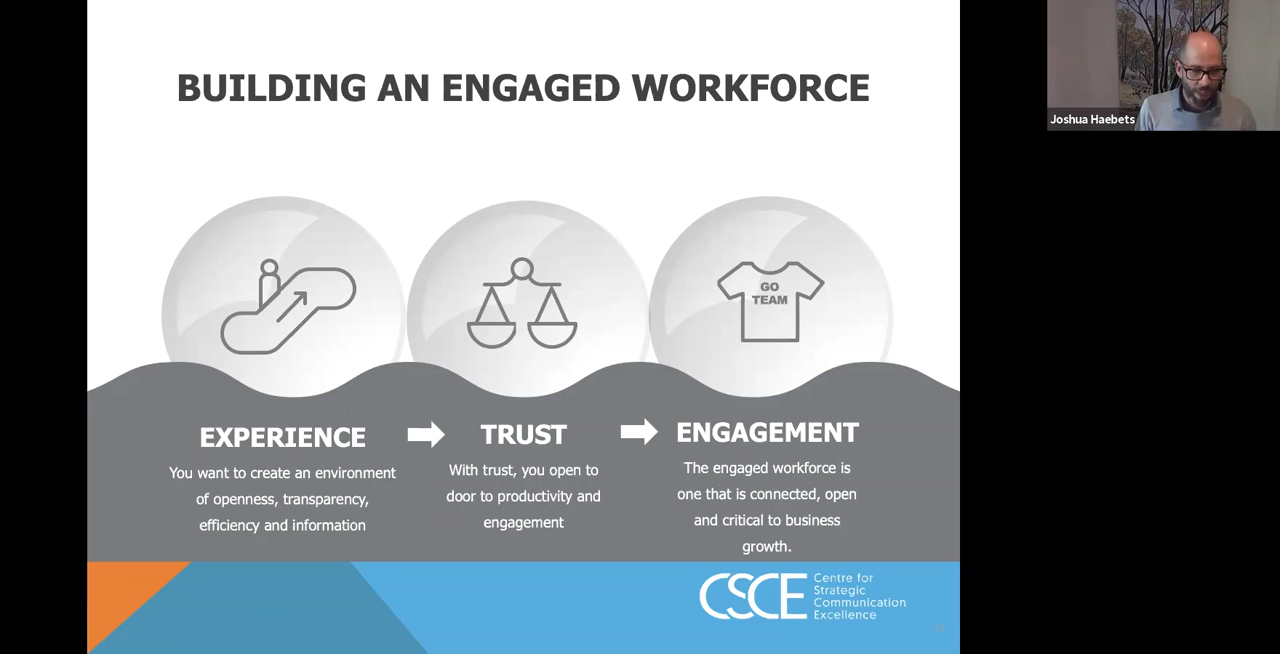 BUILDING AN ENGAGED WORKFORCE
Joshua Haebets
GO
TEAM
EXPERIENCE
You want to create an environment
of openness, transparency,
efficiency and information
TRUST
With trust, you open to
door to productivity and
engagement
ENGAGEMENT
The engaged workforce is
one that is connected, open
and critical to business
growth.
CSCE
Centre for
Strategic
Communication
Excellence